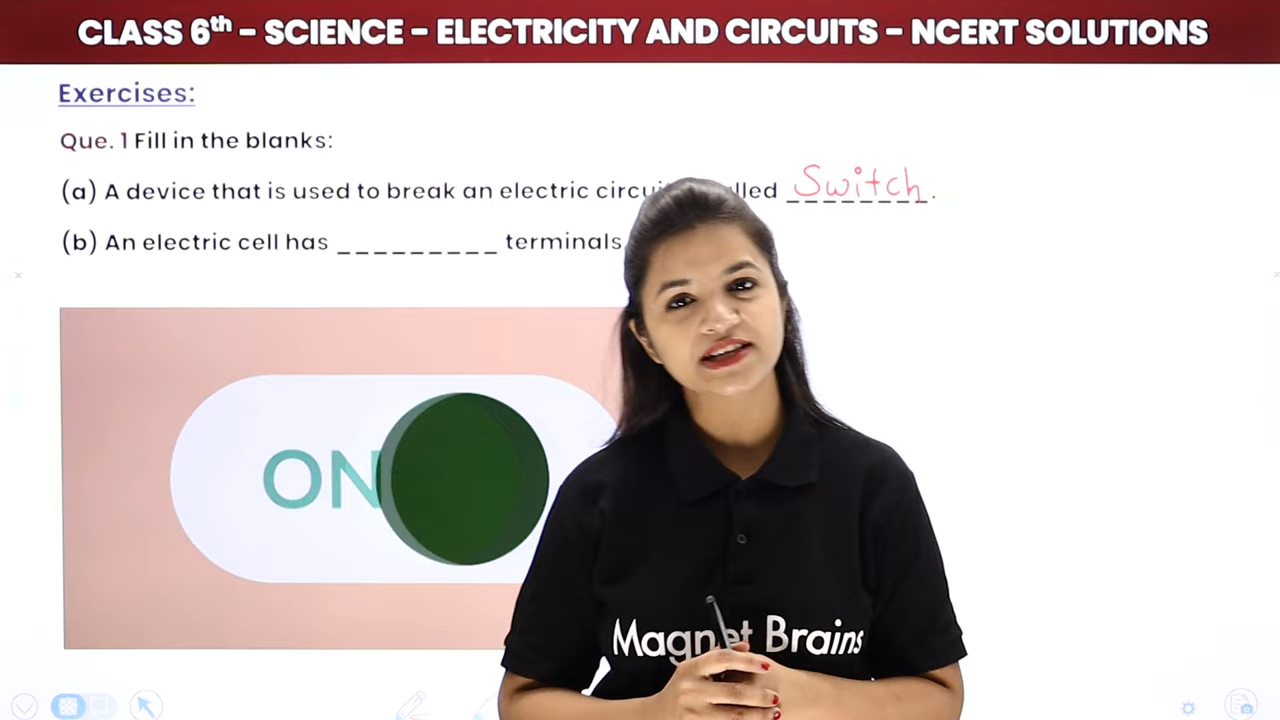 CLASS 6th - SCIENCE - ELECTRICITY AND CIRCUITS - NCERT SOLUTIONS
Exercises:
Que. 1 Fill in the blanks:
(a) A device that is used to break an electric Switch.
(b) An electric cell has _________ terminals.
ON
Magnet Brains